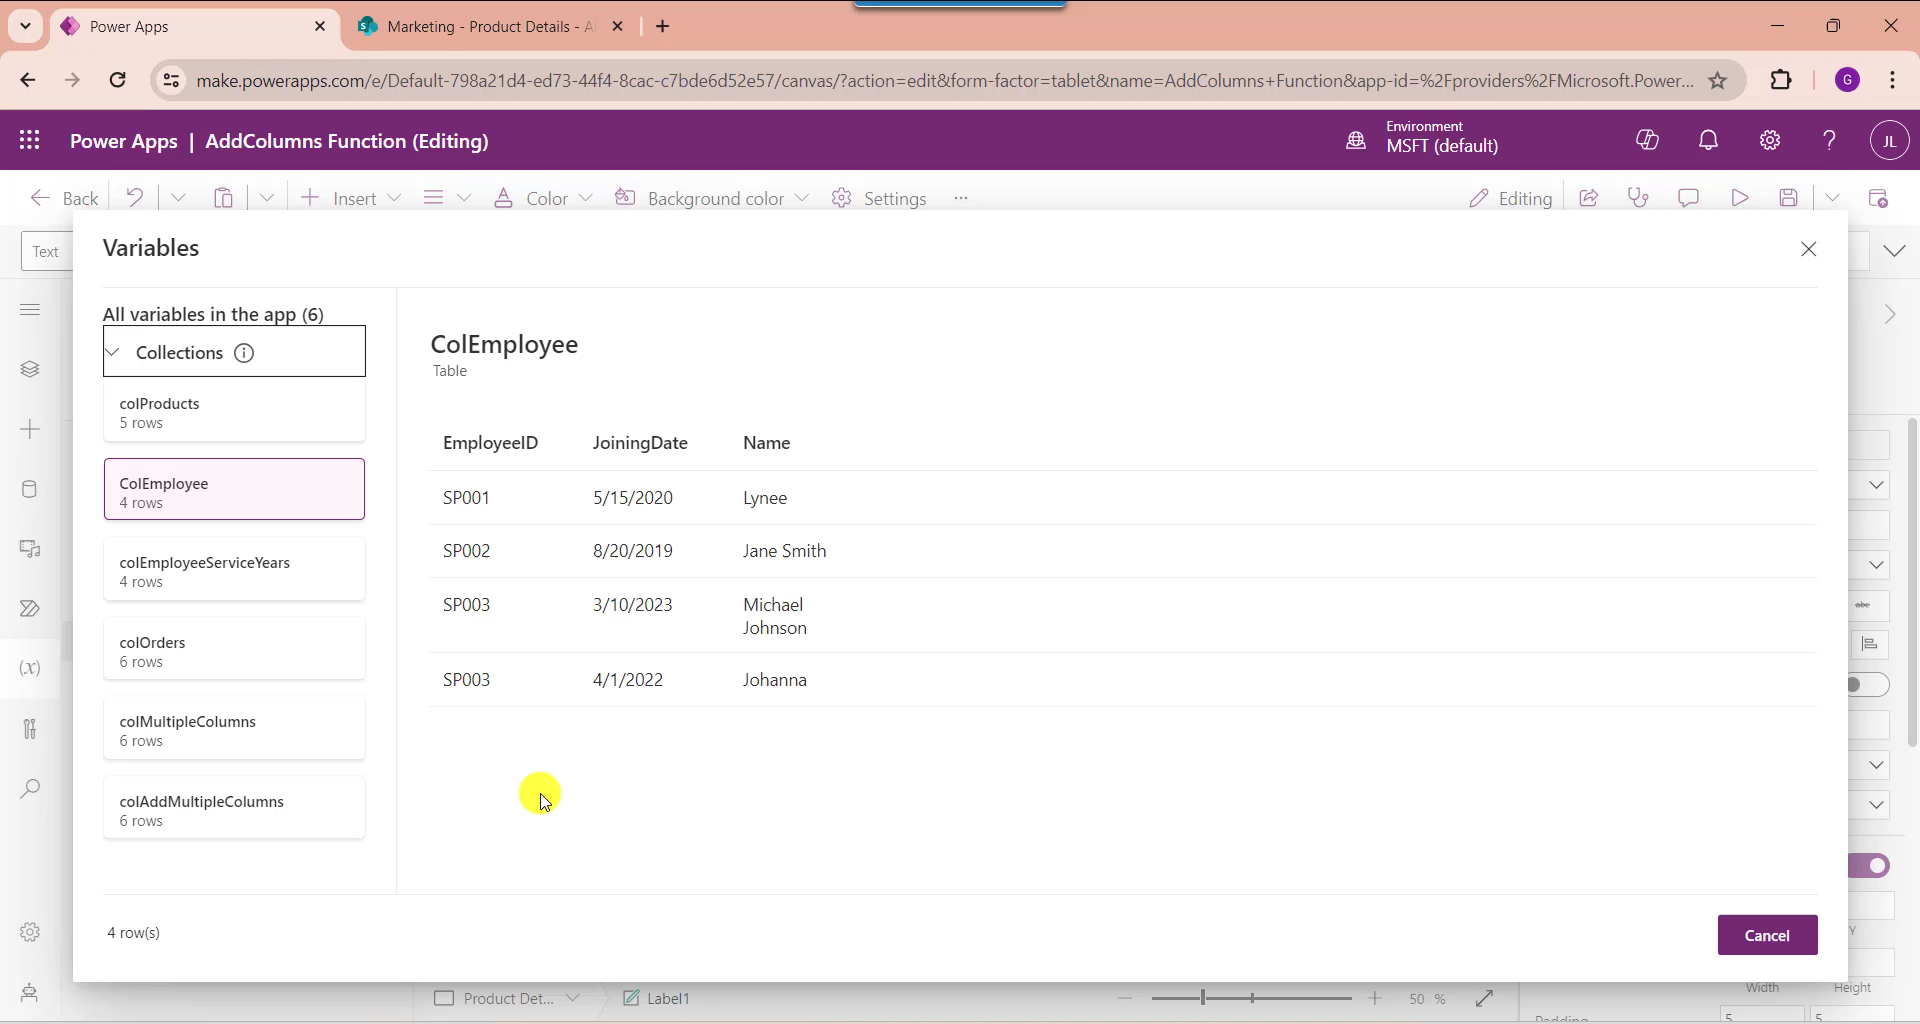 Power Apps
Marketing - Product Details - Al
make.powerapps.com/e/Default-798a21d4-ed73-44f4-8cac-c7bde6d52e57/canvas/?action=edit&form-factor=tablet&name=AddColumns+Function&app-id=%2Fproviders%2FMicrosoft.Power...
G
Power Apps | AddColumns Function (Editing)
Environment
MSFT (default)
?
JL
Back
Insert
Color
Background color
Settings
...
Editing
Text
Variables
All variables in the app (6)
Collections
colProducts
5 rows
ColEmployee
4 rows
colEmployeeServiceYears
4 rows
colOrders
6 rows
colMultipleColumns
6 rows
colAddMultipleColumns
6 rows
ColEmployee
Table
EmployeeID JoiningDate Name
SP001 5/15/2020 Lynee
SP002 8/20/2019 Jane Smith
SP003 3/10/2023 Michael
Johnson
SP003 4/1/2022 Johanna
4 row(s)
Cancel
(x)
abc
Y
Product Det...
Label1
50 %
Width
Height
Padding
5
5